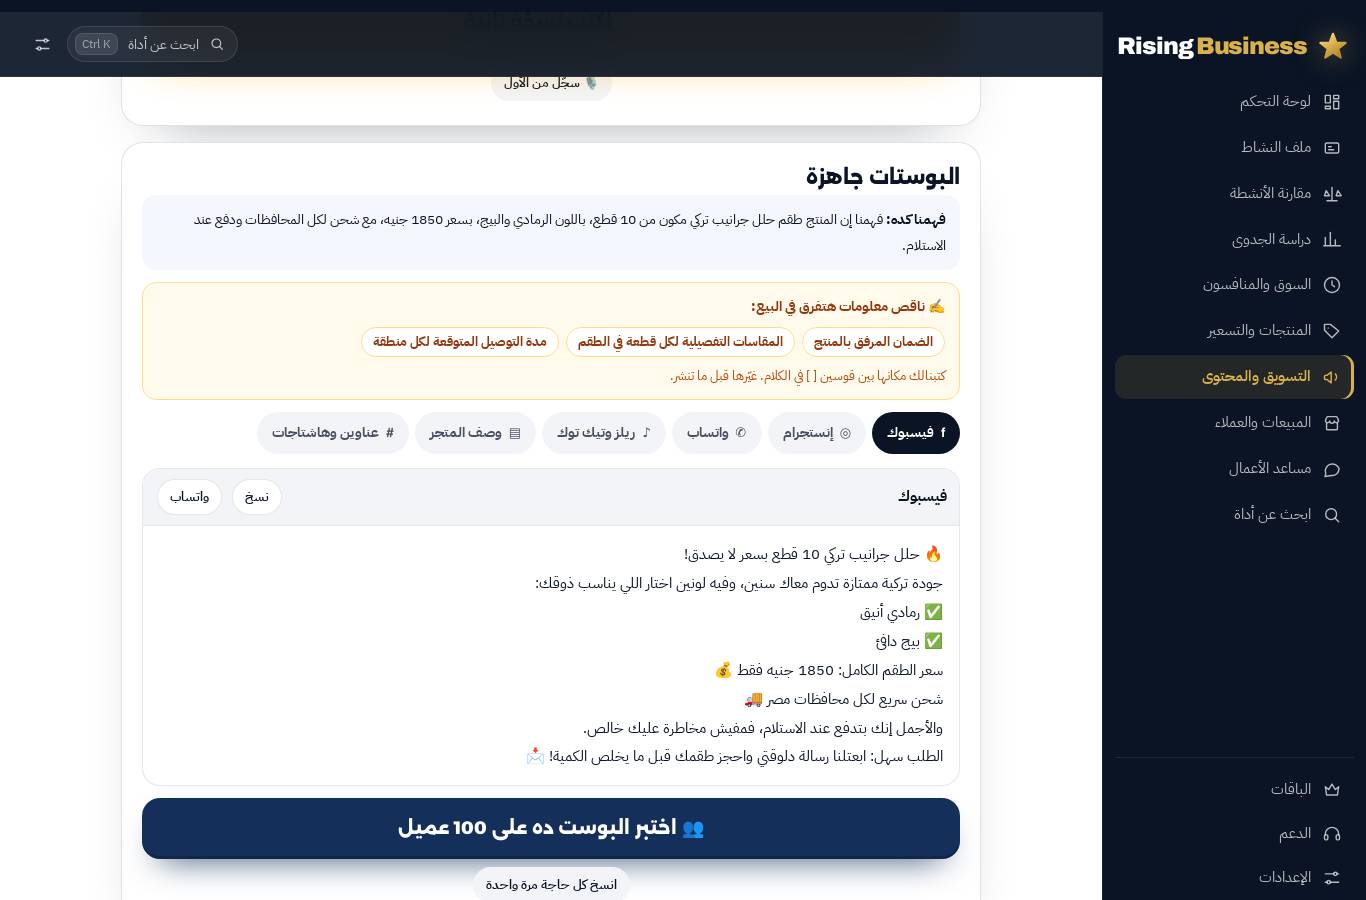 Rising Business
ابحث عن أداة
Ctrl K
لوحة التحكم
ملف النشاط
مقارنة الأنشطة
دراسة الجدوى
السوق والمنافسون
المنتجات والتسعير
التسويق والمحتوى
المبيعات والعملاء
مساعد الأعمال
ابحث عن أداة
الباقات
الدعم
الإعدادات
اكتب نسخة تانية
سجّل من الأول
البوستات جاهزة
فهمنا كده: فهمنا إن المنتج طقم حلل جرانيت تركي مكون من 10 قطع، باللون الرمادي والبيج، بسعر 1850 جنيه، مع شحن لكل المحافظات ودفع عند
الاستلام.
✍️ ناقص معلومات هتفرق في البيع:
الضمان المرفق بالمنتج
المقاسات التفصيلية لكل قطعة في الطقم
مدة التوصيل المتوقعة لكل منطقة
كتبنالك مكانها بين قوسين [ ] في الكلام. غيّرها قبل ما تنشر.
f فيسبوك
◎ إنستجرام
✆ واتساب
♪ ريلز وتيك توك
▤ وصف المتجر
# عناوين وهاشتاجات
فيسبوك
نسخ
واتساب
🔥 حلل جرانيب تركي 10 قطع بسعر لا يصدق!
جودة تركية ممتازة تدوم معاك سنين، وفيه لونين اختار اللي يناسب ذوقك:
✅ رمادي أنيق
✅ بيج دافئ
سعر الطقم الكامل: 1850 جنيه فقط 💰
شحن سريع لكل محافظات مصر 🚚
والأجمل إنك بتدفع عند الاستلام، فمفيش مخاطرة عليك خالص.
الطلب سهل: ابعتلنا رسالة دلوقتي واحجز طقمك قبل ما يخلص الكمية! 📩
👥 اختبر البوست ده على 100 عميل
انسخ كل حاجة مرة واحدة